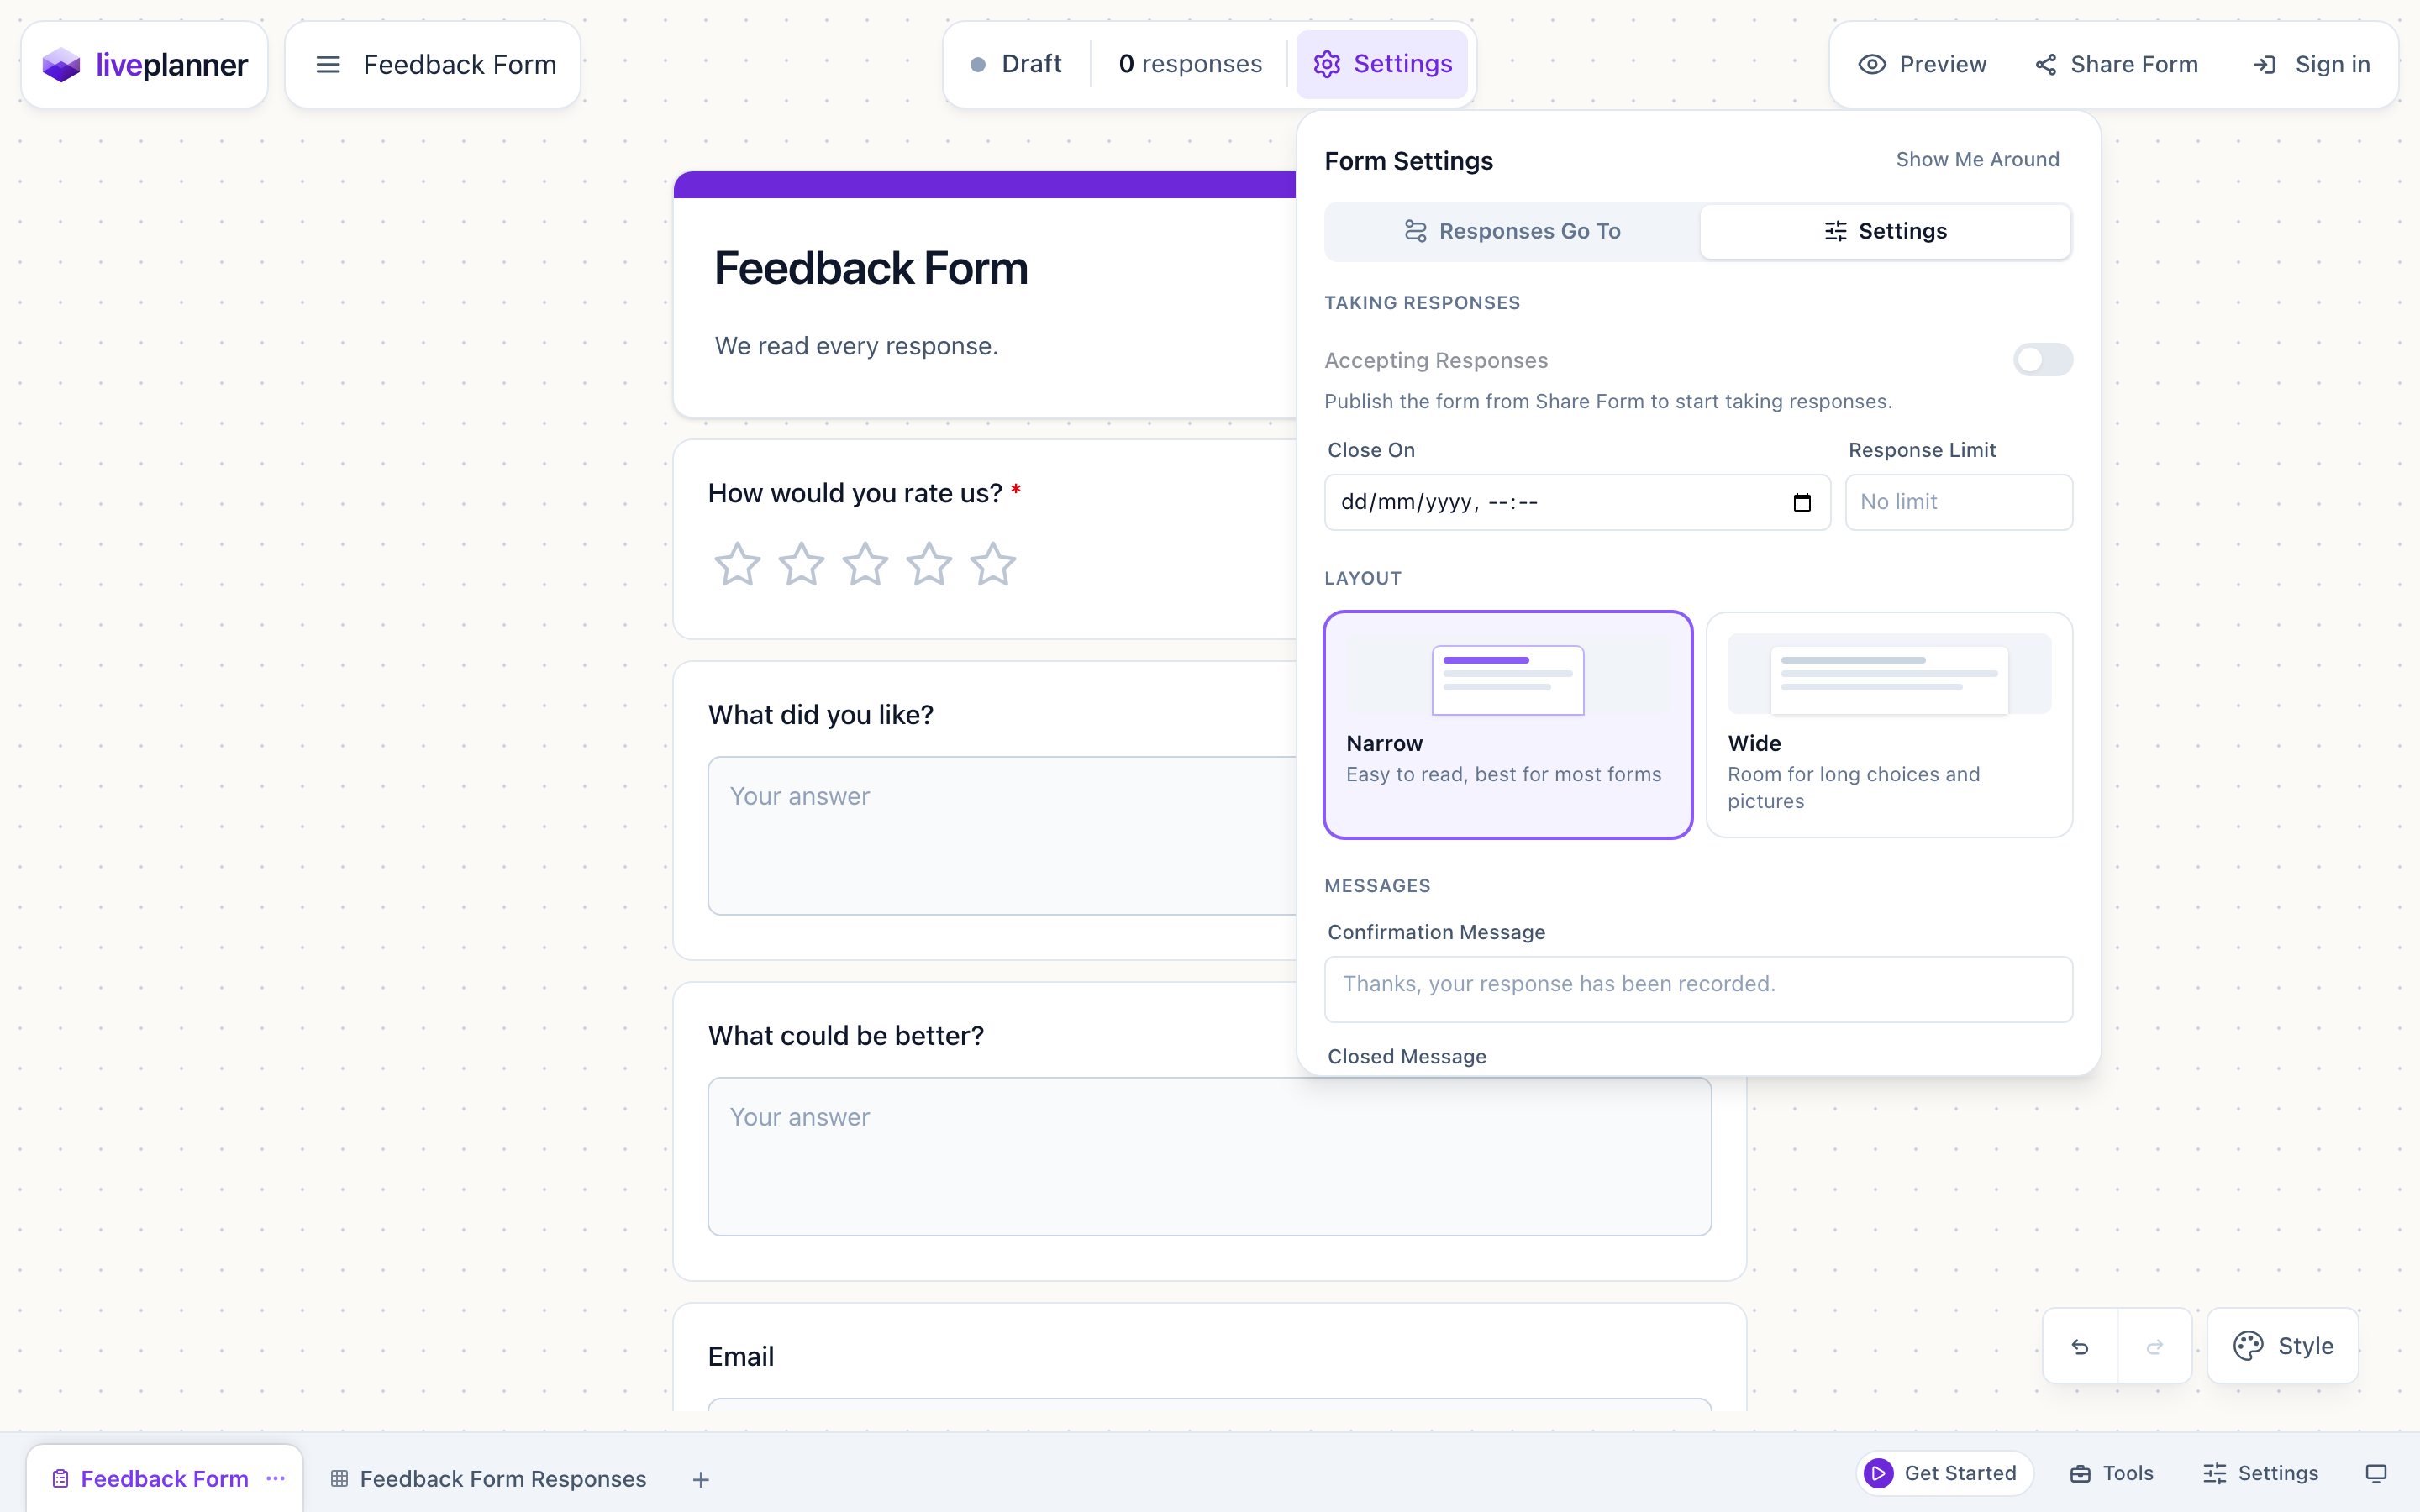 liveplanner
Feedback Form
Draft
0 responses
Settings
Preview
Share Form
Sign in
Form Settings
Show Me Around
Responses Go To
Settings
TAKING RESPONSES
Accepting Responses
Publish the form from Share Form to start taking responses.
Close On
Response Limit
dd/mm/yyyy, --:--
No limit
LAYOUT
Narrow
Easy to read, best for most forms
Wide
Room for long choices and
pictures
MESSAGES
Confirmation Message
Thanks, your response has been recorded.
Closed Message
Feedback Form
We read every response.
How would you rate us? *
What did you like?
Your answer
What could be better?
Your answer
Email
Style
Feedback Form
Feedback Form Responses
Get Started
Tools
Settings